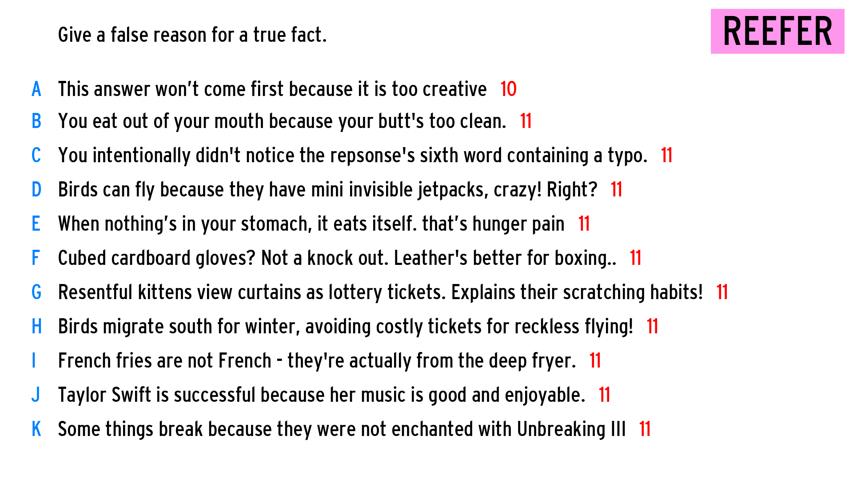 Give a false reason for a true fact.
REEFER
A This answer won't come first because it is too creative 10
B You eat out of your mouth because your butt's too clean. 11
C You intentionally didn't notice the repsonse's sixth word containing a typo. 11
D Birds can fly because they have mini invisible jetpacks, crazy! Right? 11
E When nothing's in your stomach, it eats itself. that's hunger pain 11
F Cubed cardboard gloves? Not a knock out. Leather's better for boxing.. 11
G Resentful kittens view curtains as lottery tickets. Explains their scratching habits! 11
H Birds migrate south for winter, avoiding costly tickets for reckless flying! 11
I French fries are not French - they're actually from the deep fryer. 11
J Taylor Swift is successful because her music is good and enjoyable. 11
K Some things break because they were not enchanted with Unbreaking III 11